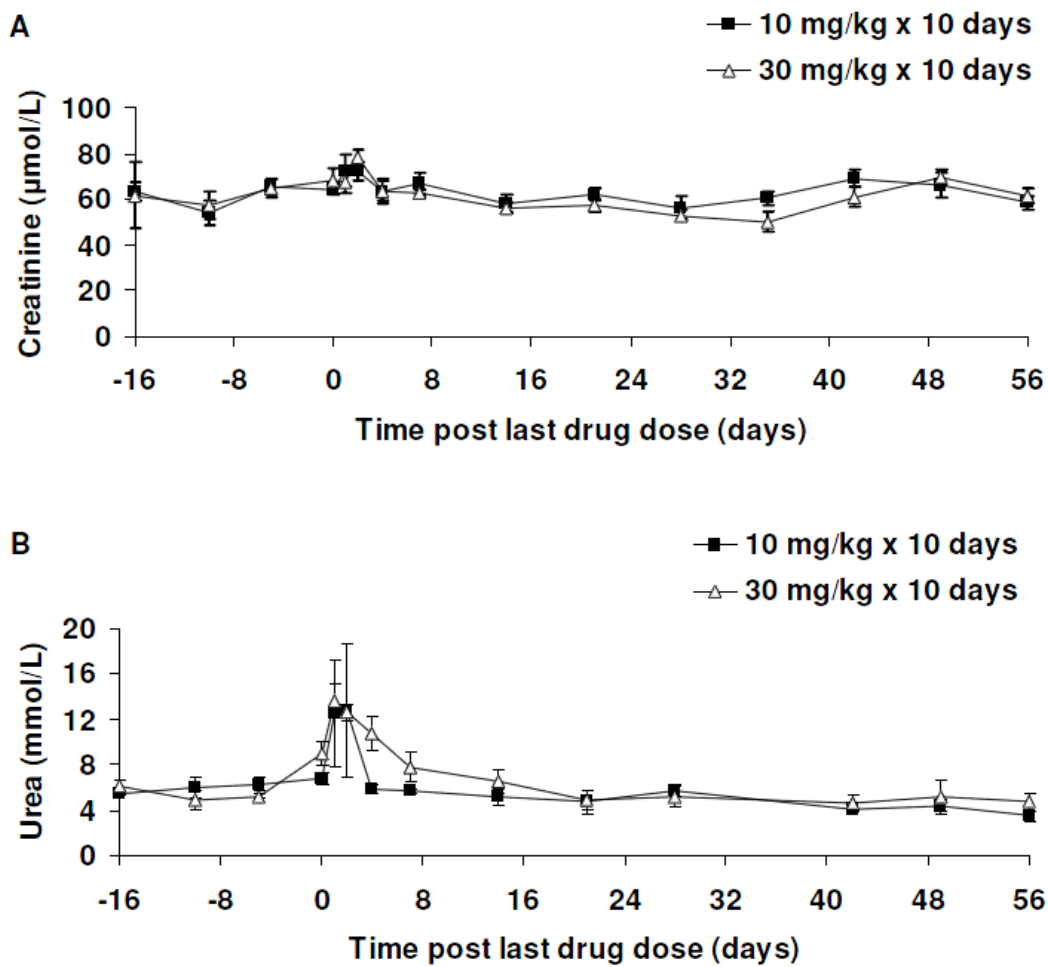 A
10 mg/kg x 10 days
30 mg/kg x 10 days
Creatinine (µmol/L)
100
80
60
40
20
0
-16 -8 0 8 16 24 32 40 48 56
Time post last drug dose (days)
B
10 mg/kg x 10 days
30 mg/kg x 10 days
Urea (mmol/L)
20
16
12
8
4
0
-16 -8 0 8 16 24 32 40 48 56
Time post last drug dose (days)